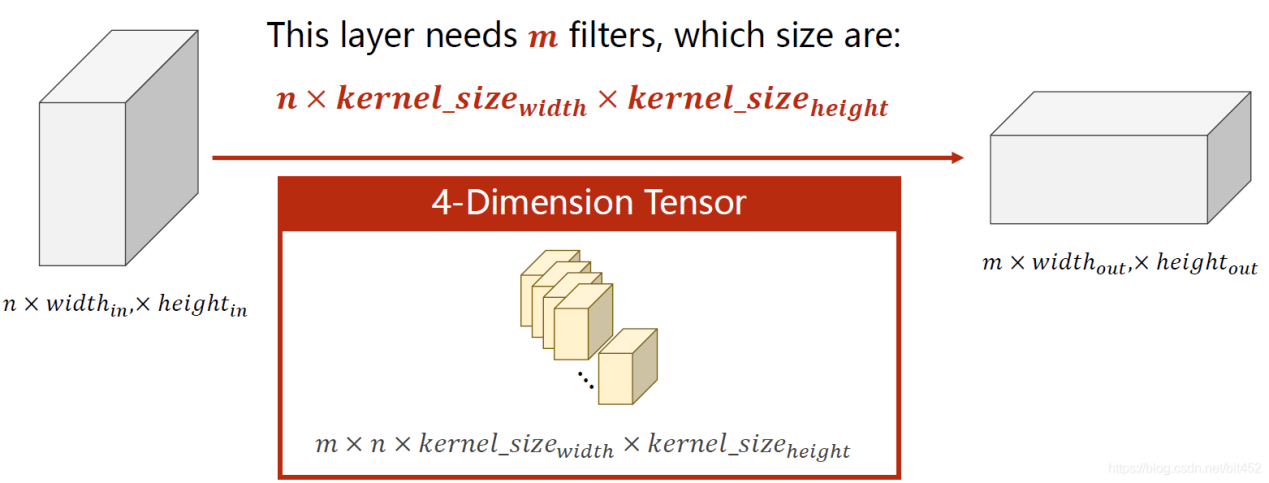 This layer needs m filters, which size are:
n × kernel_size_width × kernel_size_height
4-Dimension Tensor
n × width_in,× height_in
m × width_out,× height_out
m × n × kernel_size_width × kernel_size_height
https://blog.csdn.net/bit452